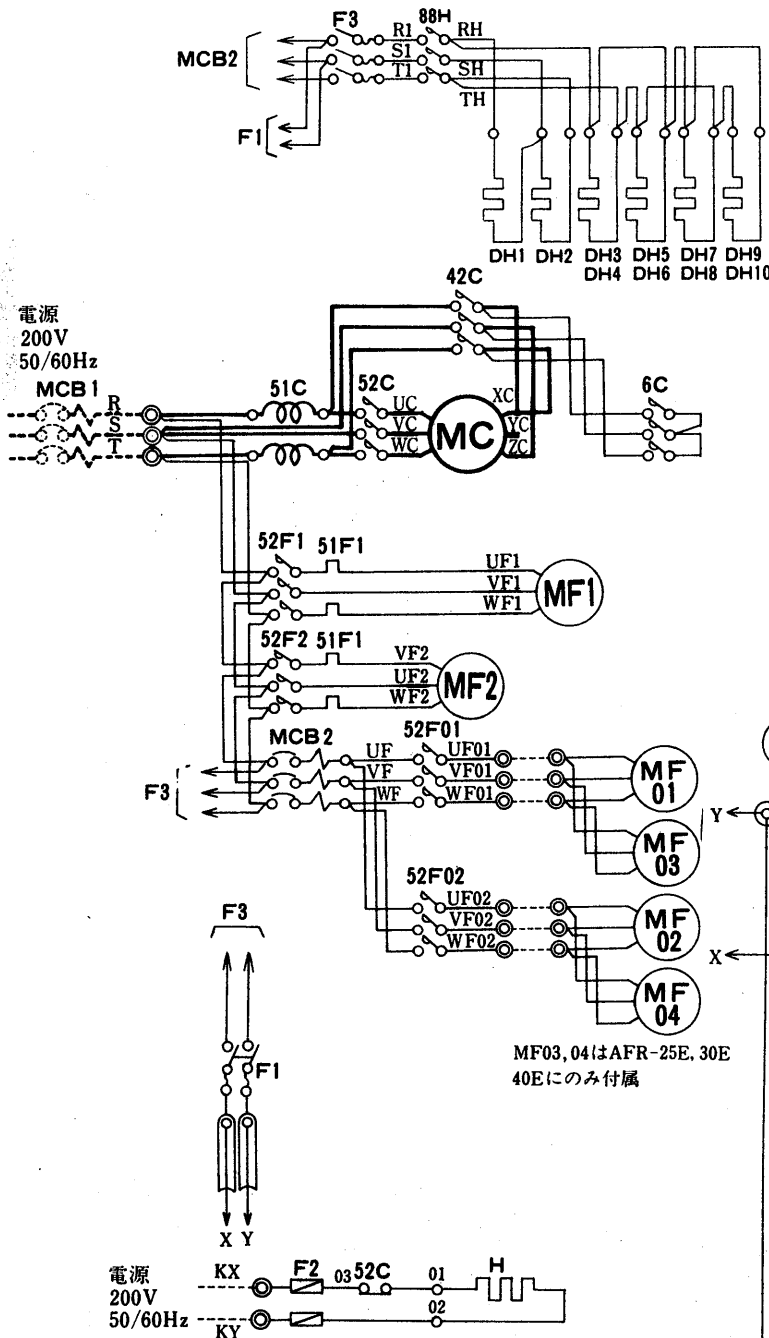 F3 88H
MCB2 R1 RH
S1 SH
T1 TH
F1
DH1 DH2 DH3 DH5 DH7 DH9
DH4 DH6 DH8 DH10
42C
電源
200V
50/60Hz
MCB1 51C 52C 6C
R UC XC
S VC MC YC
T WC ZC
52F1 51F1
UF1
VF1 MF1
WF1
52F2 51F1
VF2
UF2 MF2
WF2
MCB2 52F01
UF UF01
VF VF01 MF
WF WF01 01
F3
Y
MF
03
52F02
UF02
VF02 MF
WF02 02
X
MF
04
MF03,04はAFR-25E,30E
40Eにのみ付属
F3
F1
X Y
電源
200V
50/60Hz
KX F2 03 52C 01 H
KY 02